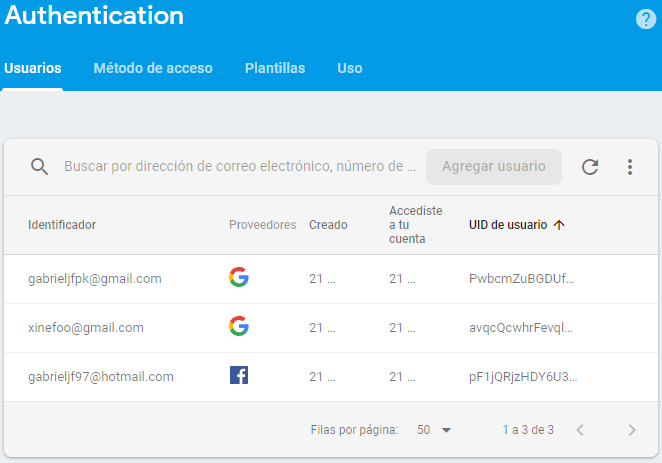 Authentication
?
Usuarios Método de acceso Plantillas Uso
Buscar por dirección de correo electrónico, número de ... Agregar usuario
Identificador Proveedores Creado Accediste a tu cuenta UID de usuario
gabrieljfpk@gmail.com G 21 ... 21 ... PwbcmZuBGDUf...
xinefoo@gmail.com G 21 ... 21 ... avqcQcwhrFevql...
gabrieljf97@hotmail.com f 21 ... 21 ... pF1jQRjzHDY6U3...
Filas por página: 50 1 a 3 de 3